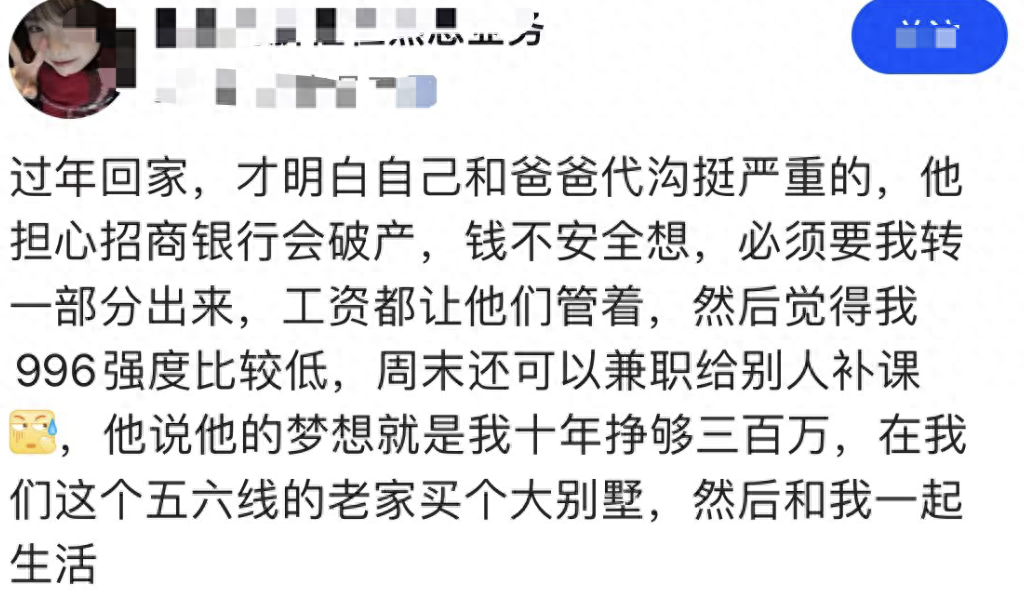 过年回家，才明白自己和爸爸代沟挺严重的，他
担心招商银行会破产，钱不安全想，必须要我转
一部分出来，工资都让他们管着，然后觉得我
996强度比较低，周末还可以兼职给别人补课
，他说他的梦想就是我十年挣够三百万，在我
们这个五六线的老家买个大别墅，然后和我一起
生活